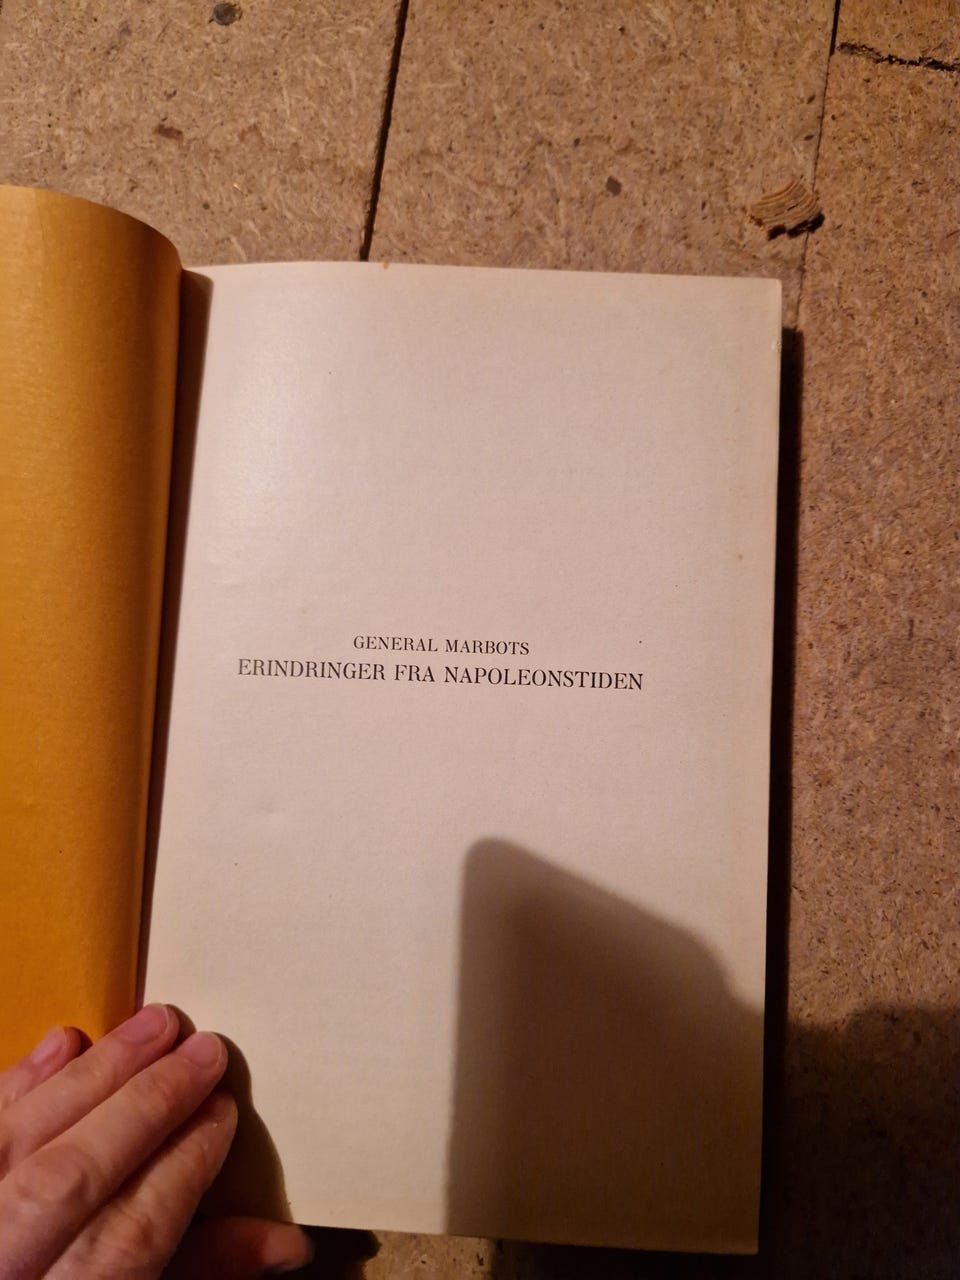 GENERAL MARBOTS
ERINDRINGER FRA NAPOLEONSTIDEN